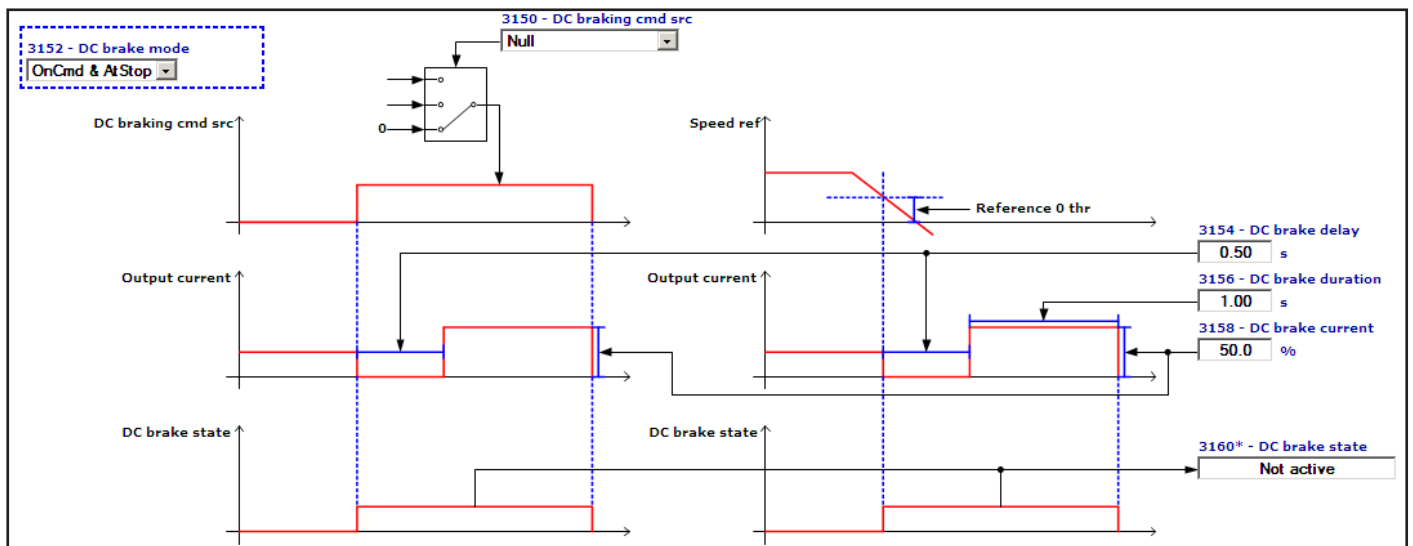 3150 - DC braking cmd src
Null
3152 - DC brake mode
OnCmd & AtStop
0
DC braking cmd src
Speed ref
Reference 0 thr
3154 - DC brake delay
0.50 s
Output current
Output current
3156 - DC brake duration
1.00 s
3158 - DC brake current
50.0 %
DC brake state
DC brake state
3160* - DC brake state
Not active